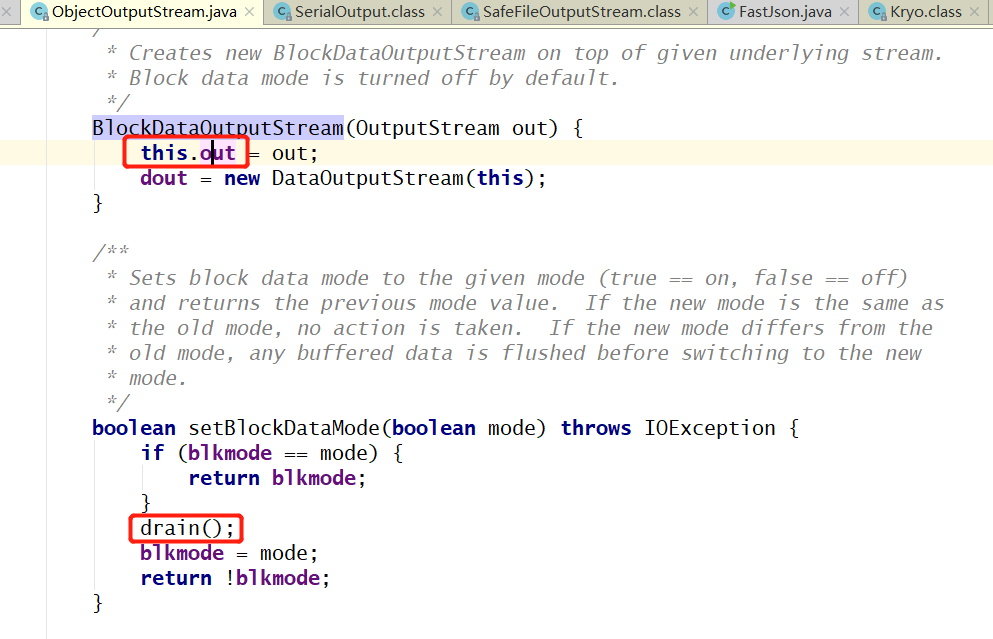 ObjectOutputStream.java × SerialOutput.class × SafeFileOutputStream.class × FastJson.java × Kryo.class ×
/**
* Creates new BlockDataOutputStream on top of given underlying stream.
* Block data mode is turned off by default.
*/
BlockDataOutputStream(OutputStream out) {
this.out = out;
dout = new DataOutputStream(this);
}
/**
* Sets block data mode to the given mode (true == on, false == off)
* and returns the previous mode value.  If the new mode is the same as
* the old mode, no action is taken.  If the new mode differs from the
* old mode, any buffered data is flushed before switching to the new
* mode.
*/
boolean setBlockDataMode(boolean mode) throws IOException {
if (blkmode == mode) {
return blkmode;
}
drain();
blkmode = mode;
return !blkmode;
}